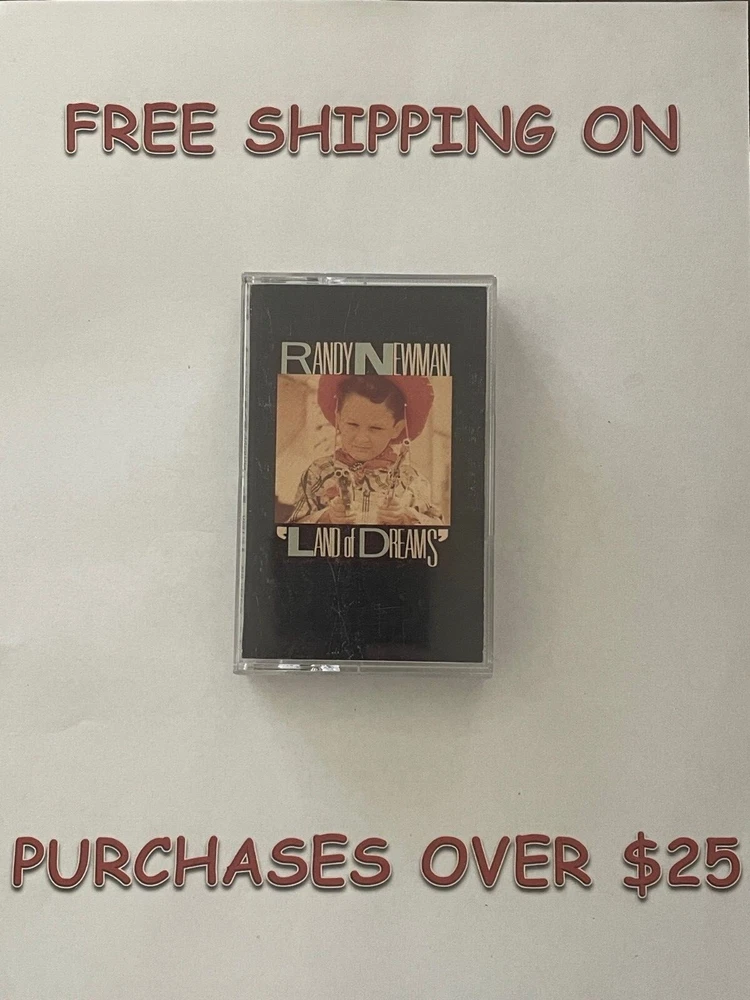 FREE SHIPPING ON
RANDY NEWMAN
'LAND of DREAMS'
PURCHASES OVER $25